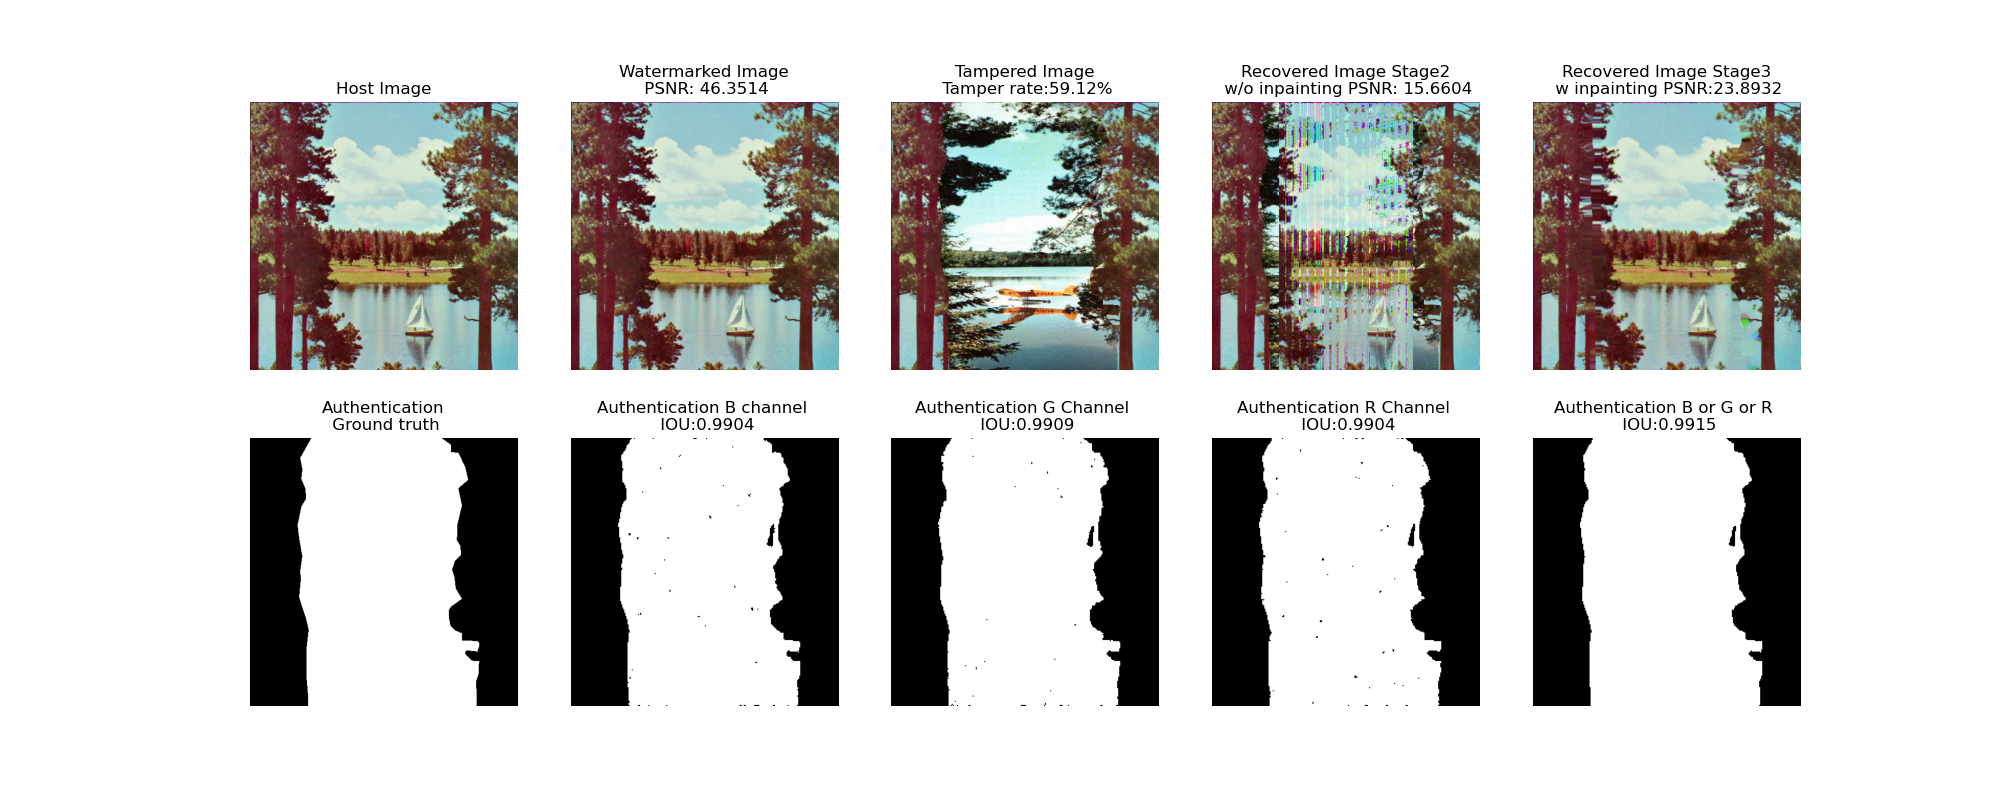 Host Image
Watermarked Image
PSNR: 46.3514
Tampered Image
Tamper rate:59.12%
Recovered Image Stage2
w/o inpainting PSNR: 15.6604
Recovered Image Stage3
w inpainting PSNR:23.8932
Authentication
Ground truth
Authentication B channel
IOU:0.9904
Authentication G Channel
IOU:0.9909
Authentication R Channel
IOU:0.9904
Authentication B or G or R
IOU:0.9915